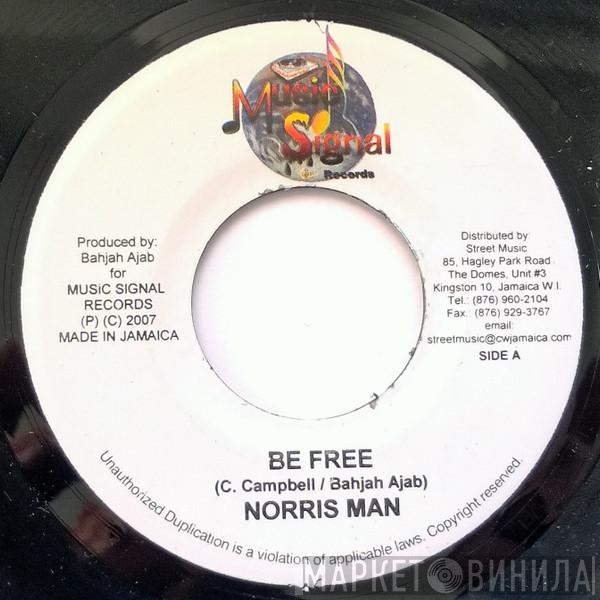 Music
Signal
Records
Produced by:
Bahjah Ajab
for
MUSiC SIGNAL
RECORDS
(P) (C) 2007
MADE IN JAMAICA
Distributed by:
Street Music
85, Hagley Park Road
The Domes, Unit #3
Kingston 10, Jamaica W.I.
Tel.: (876) 960-2104
Fax.: (876) 929-3767
email:
streetmusic@cwjamaica.com
SIDE A
BE FREE
(C. Campbell / Bahjah Ajab)
NORRIS MAN
Unauthorized Duplication is a violation of applicable laws. Copyright reserved.
МАРКЕТ ВИНИЛА